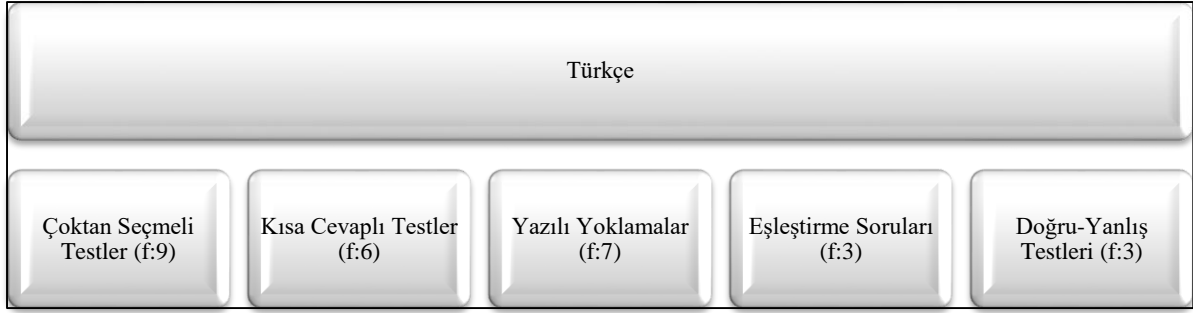 Türkçe
Çoktan Seçmeli
Testler (f:9)
Kısa Cevaplı Testler
(f:6)
Yazılı Yoklamalar
(f:7)
Eşleştirme Soruları
(f:3)
Doğru-Yanlış
Testleri (f:3)